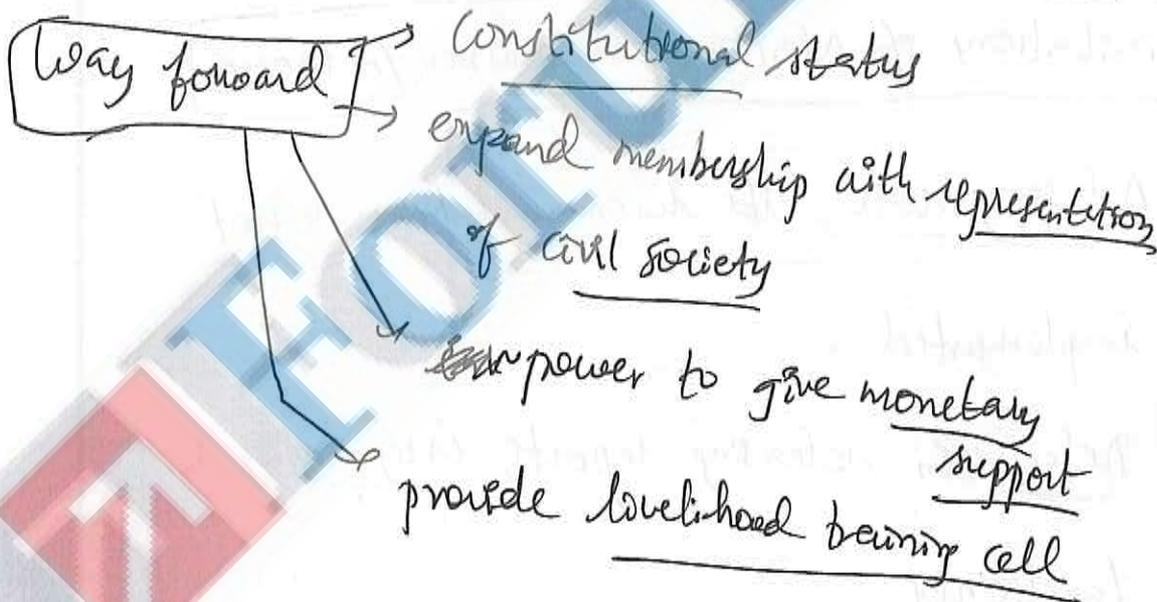 Way forward
Constitutional status
expand membership with representation
of civil society
power to give monetary
support
provide livelihood training cell
Forum